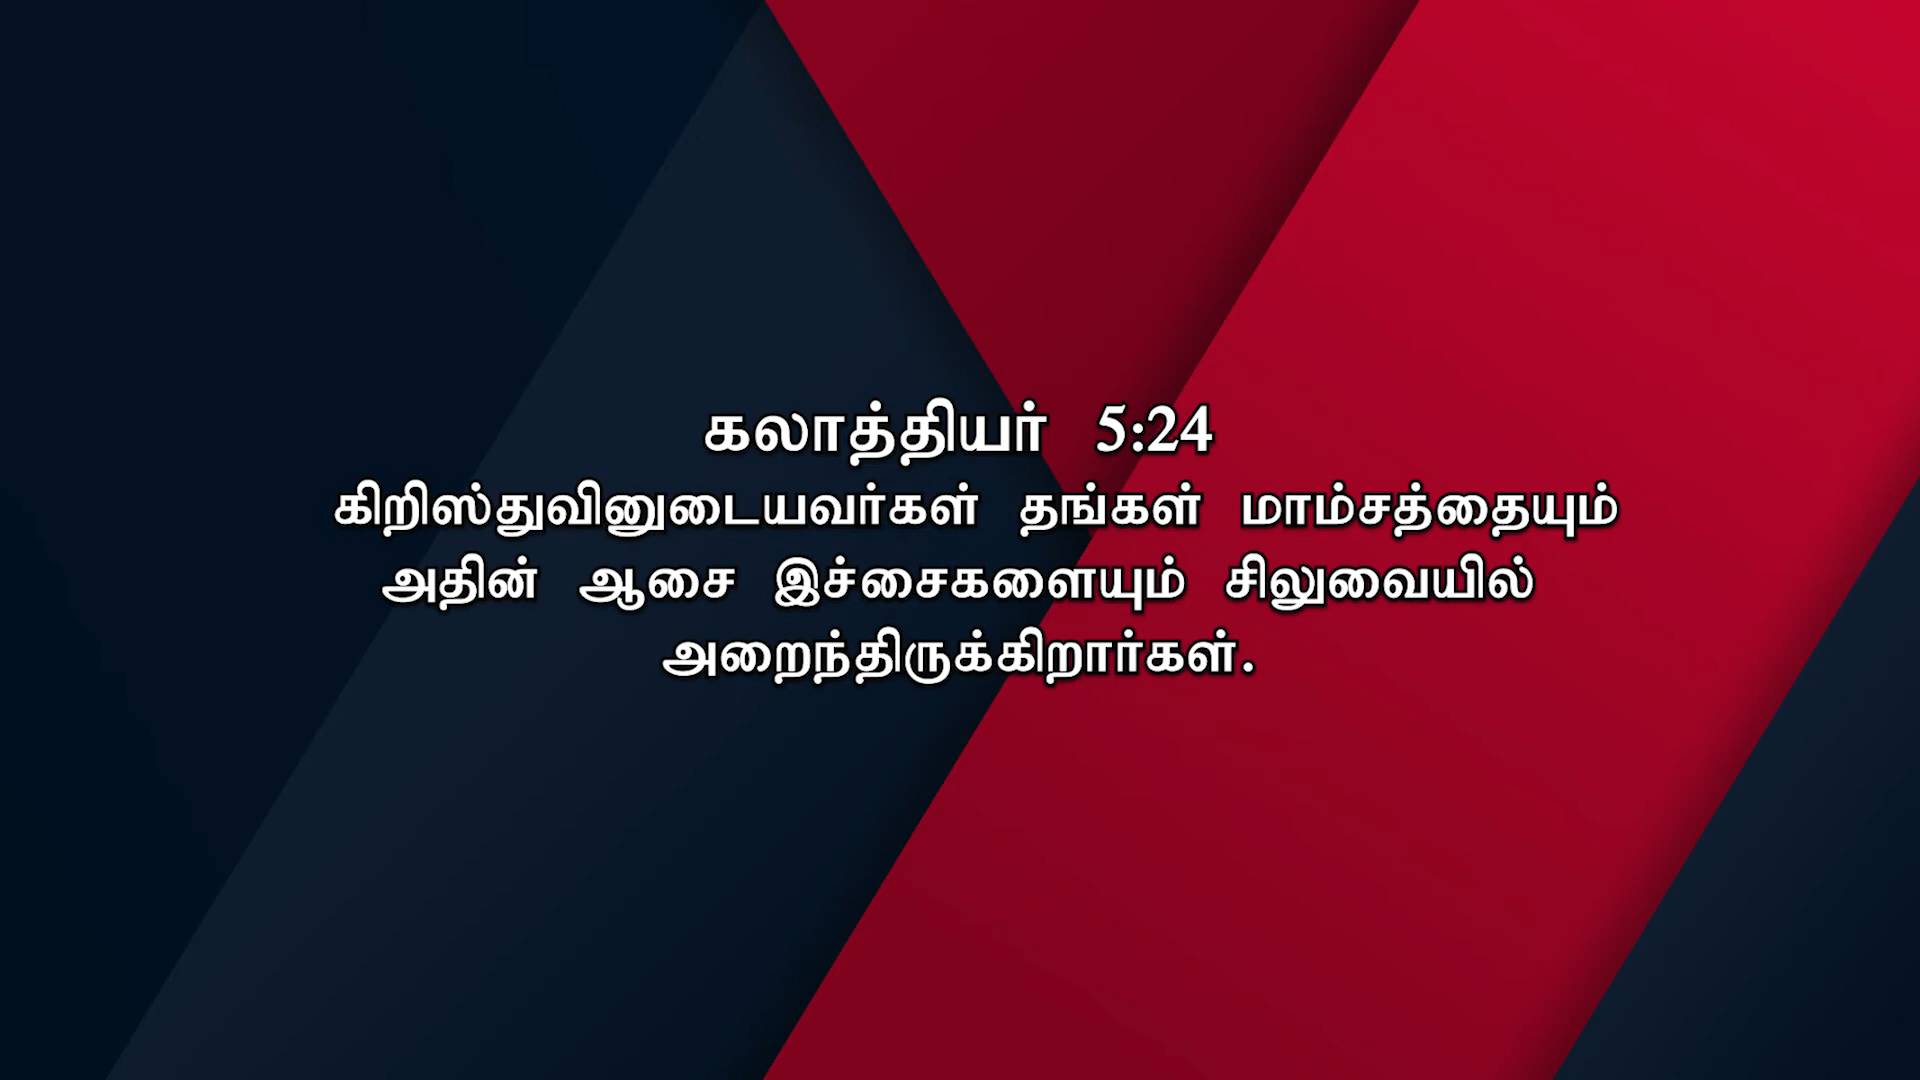 கலாத்தியர் 5:24
கிறிஸ்துவினுடையவர்கள் தங்கள் மாம்சத்தையும்
அதின் ஆசை இச்சைகளையும் சிலுவையில்
அறைந்திருக்கிறார்கள்.